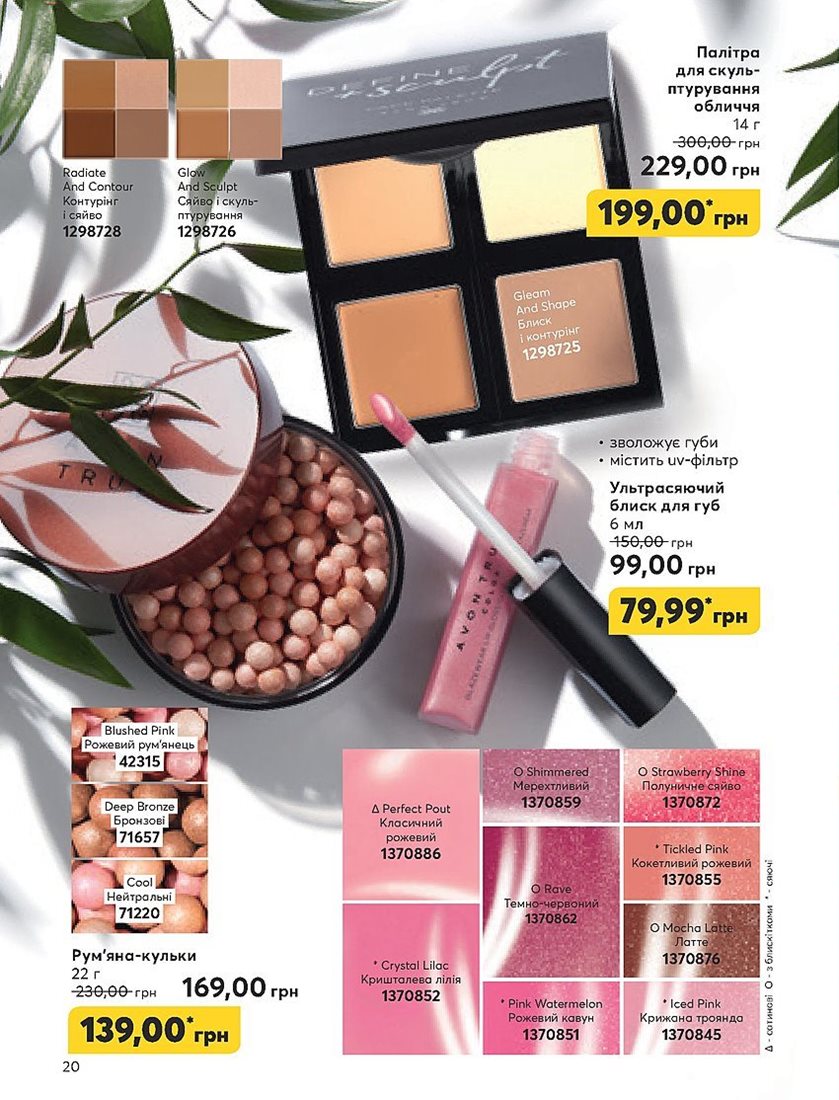 Radiate
And Contour
Контурінг
і сяйво
1298728
Glow
And Sculpt
Сяйво і скуль-
птурування
1298726
DEFINE
& Sculpt
Палітра
для скуль-
птурування
обличчя
14 г
300,00 грн
229,00 грн
199,00* грн
Gleam
And Shape
Блиск
і контурінг
1298725
TRU
N
• зволожує губи
• містить uv-фільтр
Ультрасяючий
блиск для губ
6 мл
150,00 грн
99,00 грн
79,99* грн
AVON TRU
COLOR
Blushed Pink
Рожевий рум'янець
42315
Deep Bronze
Бронзові
71657
Cool
Нейтральні
71220
Рум'яна-кульки
22 г
230,00 грн 169,00 грн
139,00* грн
Δ Perfect Pout
Класичний
рожевий
1370886
* Crystal Lilac
Кришталева лілія
1370852
O Shimmered
Мерехтливий
1370859
O Rave
Темно-червоний
1370862
* Pink Watermelon
Рожевий кавун
1370851
O Strawberry Shine
Полуничне сяйво
1370872
* Tickled Pink
Кокетливий рожевий
1370855
O Mocha Latte
Латте
1370876
* Iced Pink
Крижана троянда
1370845
Δ - сатинові O - з блискітками * - сяючі
20